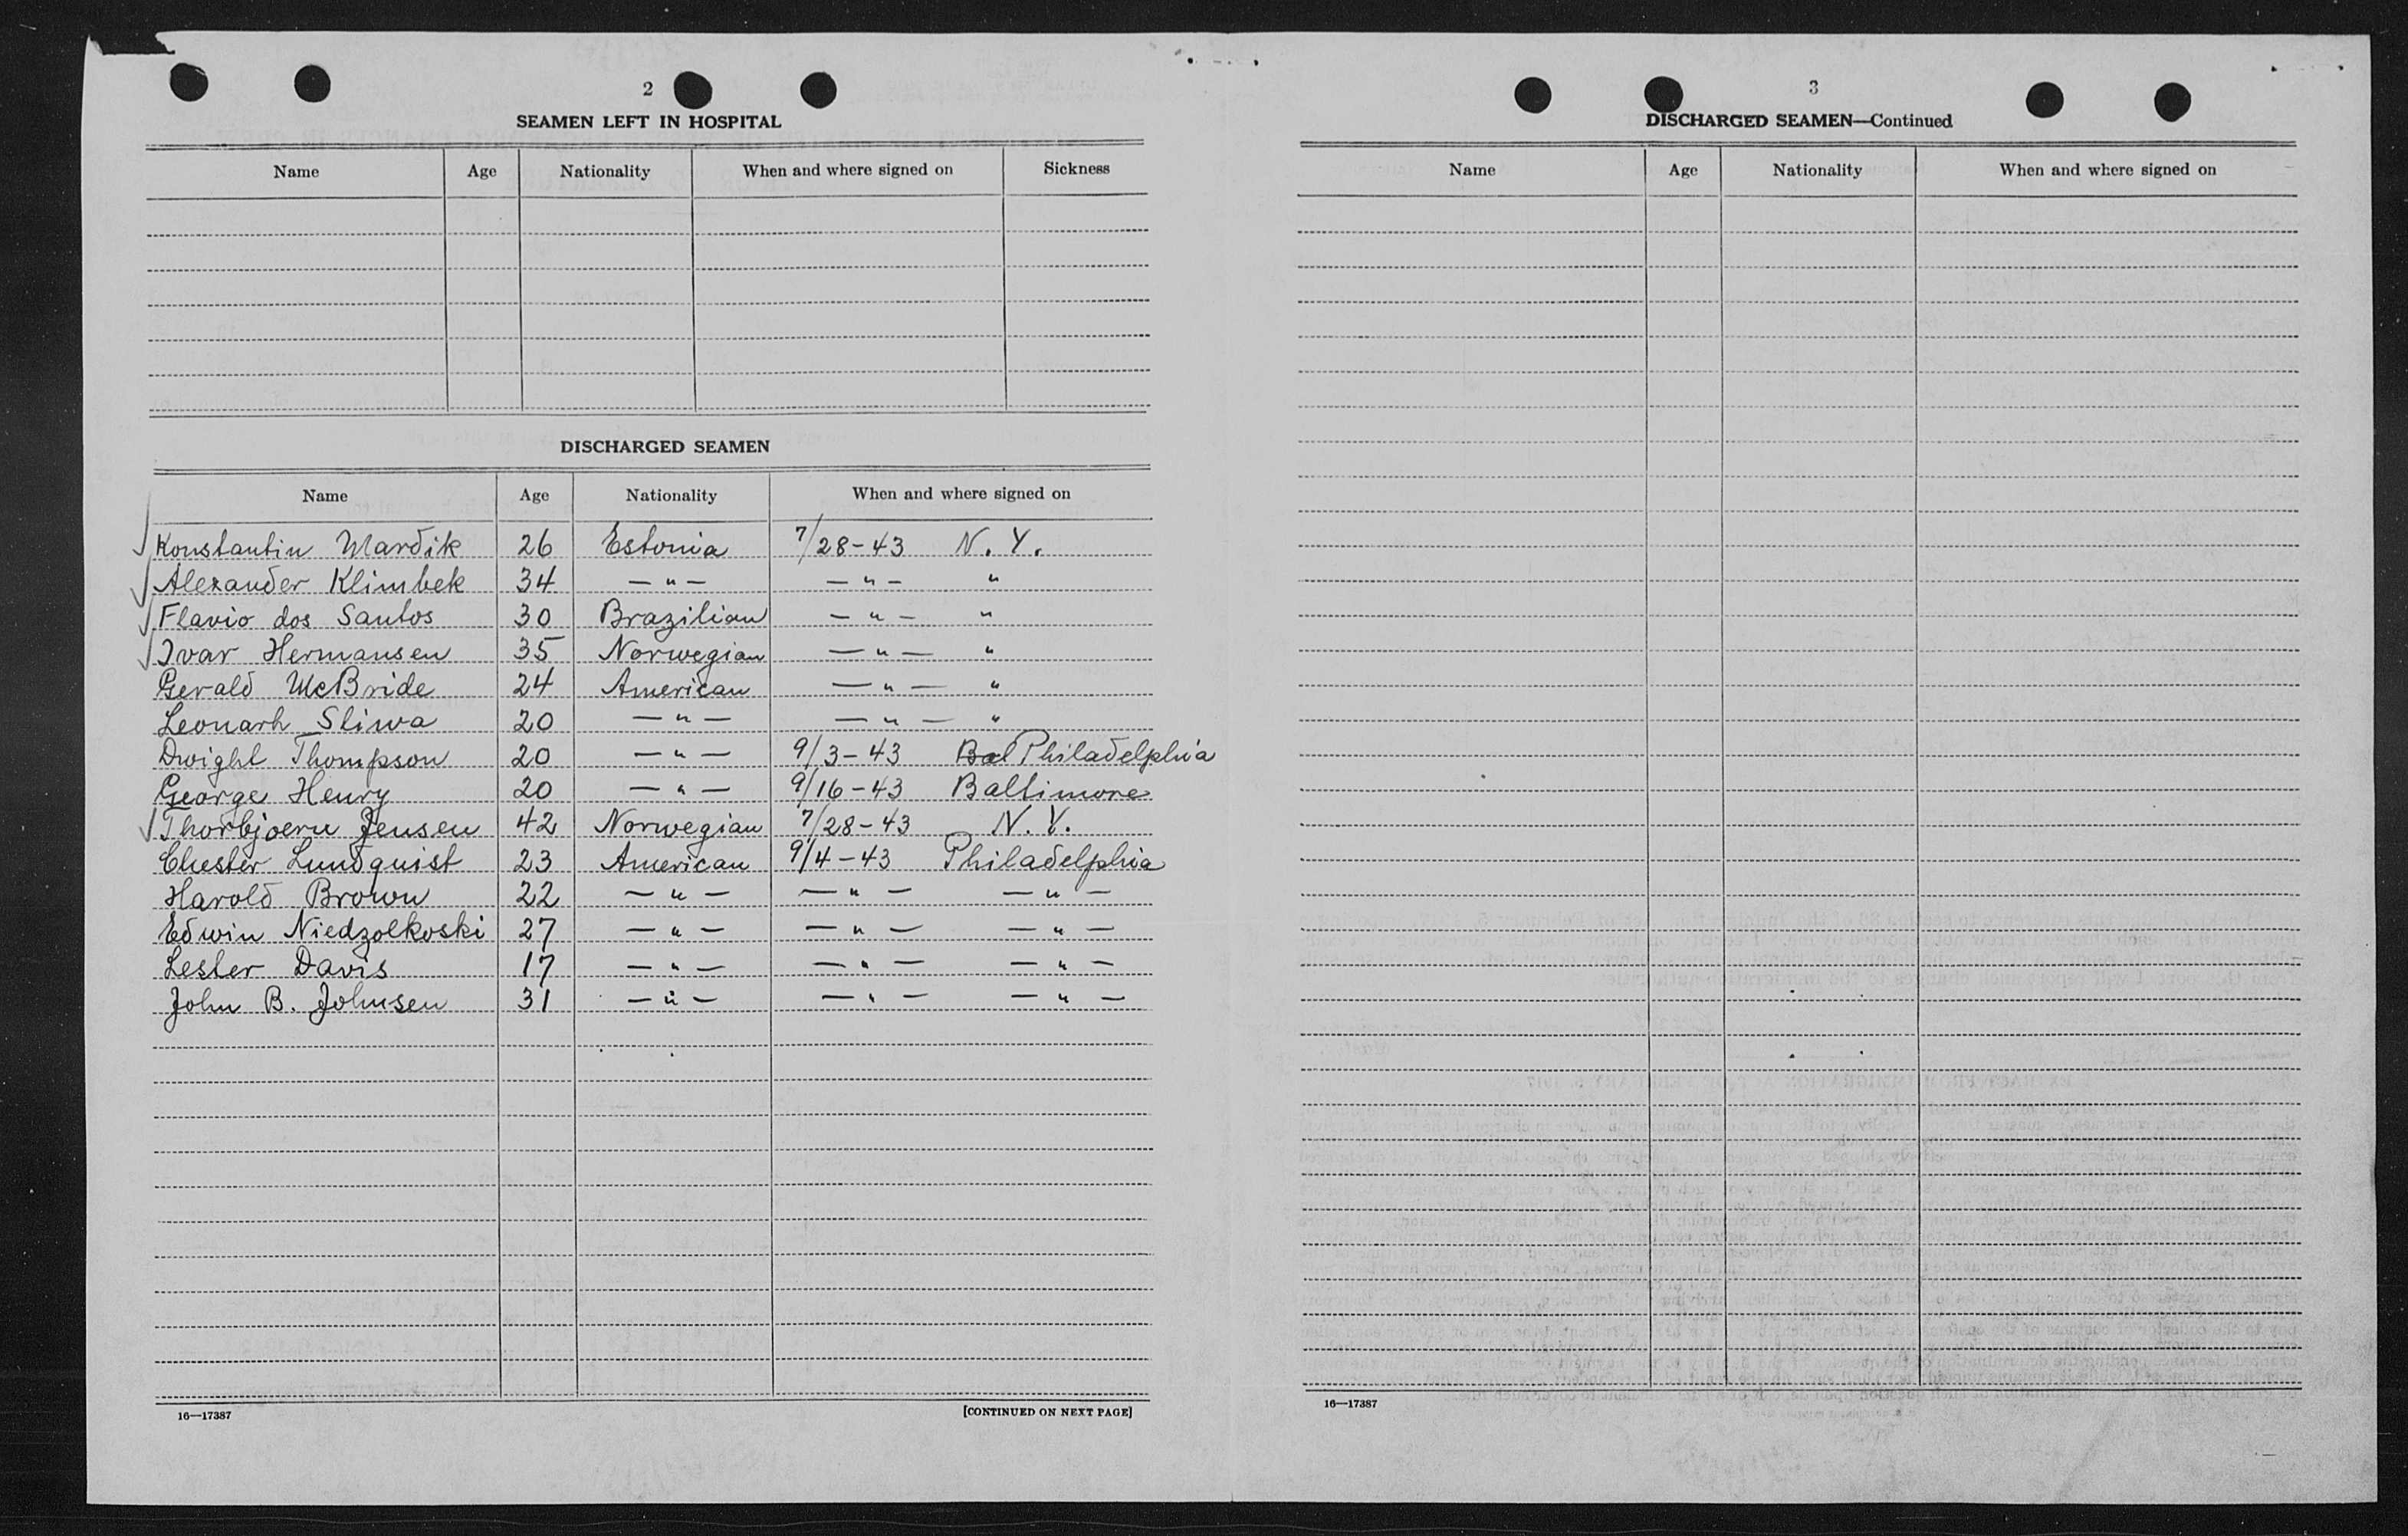 2
SEAMEN LEFT IN HOSPITAL
Name Age Nationality When and where signed on Sickness
DISCHARGED SEAMEN
Name Age Nationality When and where signed on
Konstantin Mardik 26 Estonia 7/28-43 N. Y.
Alexander Klimbek 34 — " — — " — "
Flavio dos Santos 30 Brazilian — " — "
Ivar Hermansen 35 Norwegian — " — "
Gerald McBride 24 American — " — "
Leonarh Sliwa 20 — " — — " — "
Dwight Thompson 20 — " — 9/3-43 Bal Philadelphia
George Henry 20 — " — 9/16-43 Baltimore
Thorbjoern Jensen 42 Norwegian 7/28-43 N. Y.
Chester Lundquist 23 American 9/4-43 Philadelphia
Harold Brown 22 — " — — " — — " —
Edwin Niedzolkoski 27 — " — — " — — " —
Lester Davis 17 — " — — " — — " —
John B. Johnsen 31 — " — — " — — " —
16—17387 [CONTINUED ON NEXT PAGE]
3
DISCHARGED SEAMEN—Continued
Name Age Nationality When and where signed on
16—17387